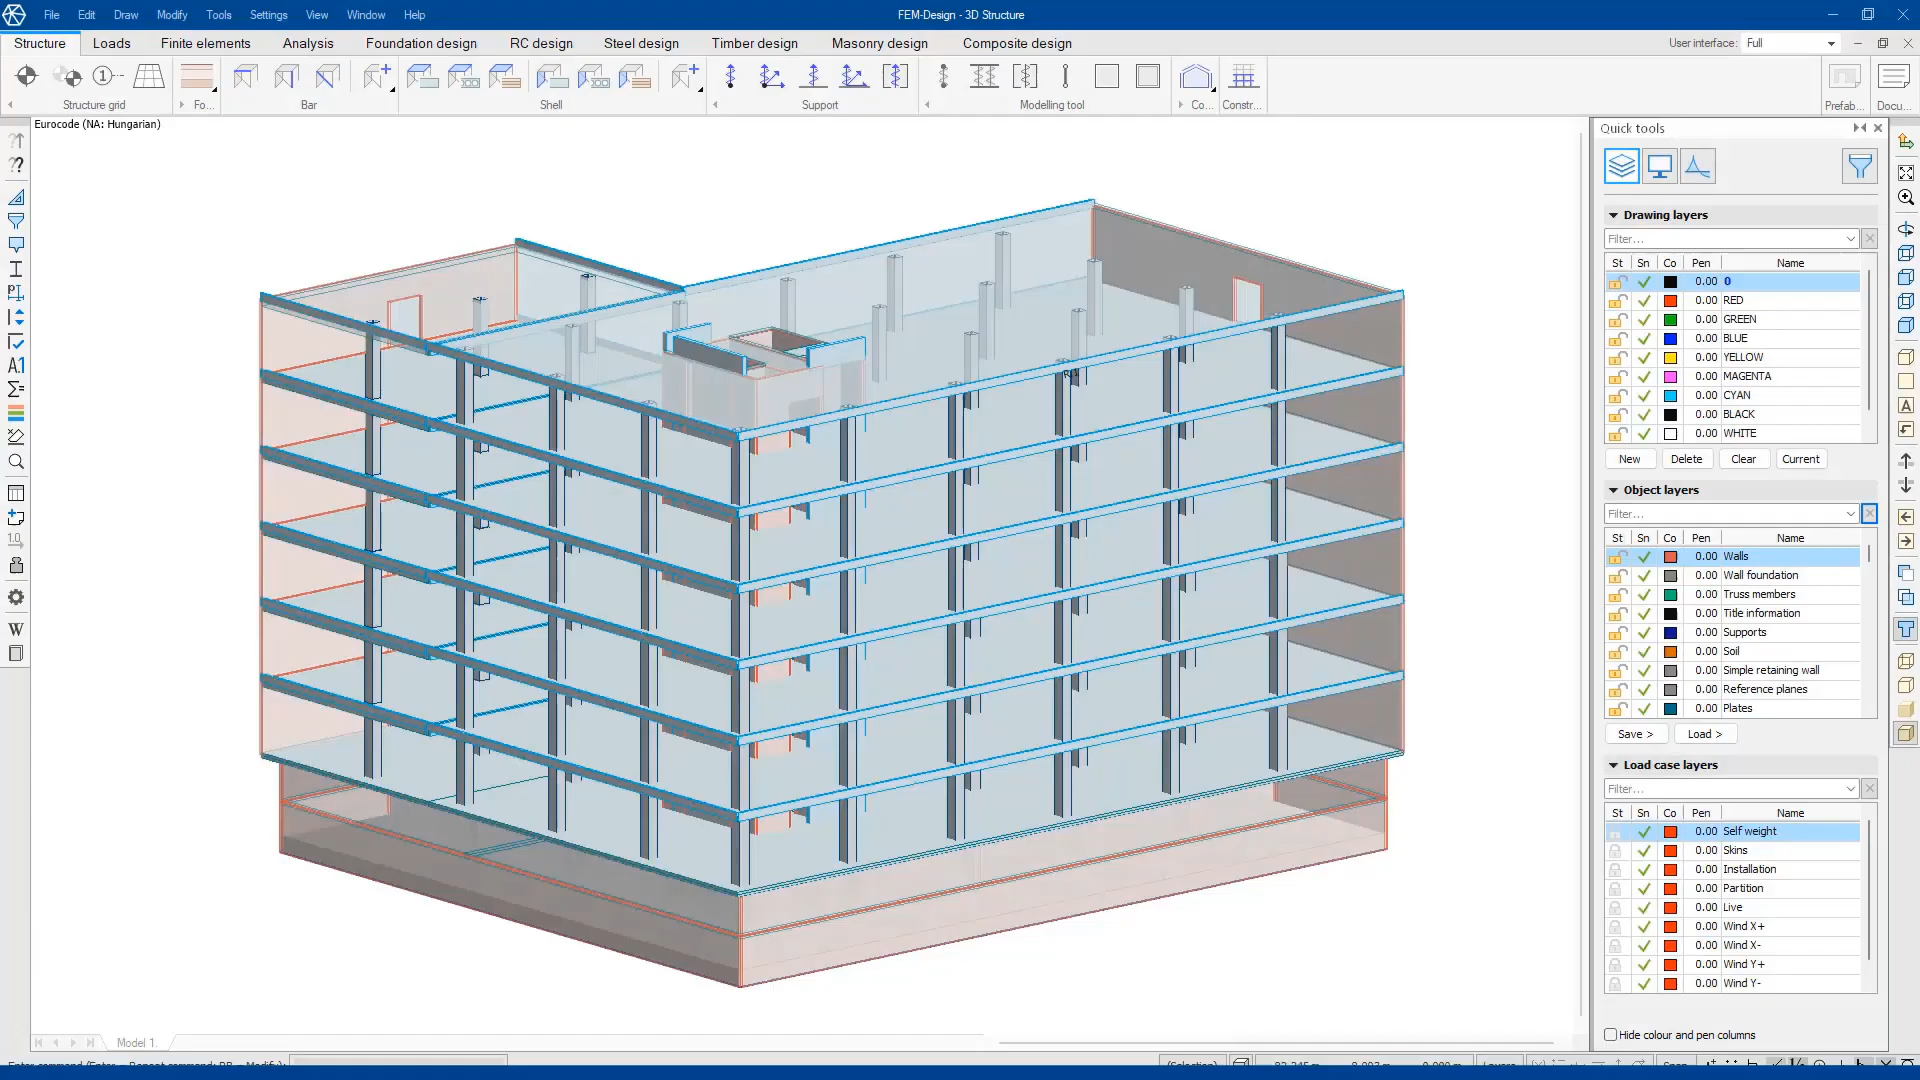 File Edit Draw Modify Tools Settings View Window Help
FEM-Design - 3D Structure
Structure Loads Finite elements Analysis Foundation design RC design Steel design Timber design Masonry design Composite design
User interface: Full
Structure grid Fo... Bar Shell Support Modelling tool Co... Constr... Prefab... Docu...
Eurocode (NA: Hungarian)
Quick tools
Drawing layers
Filter...
St Sn Co Pen Name
0.00 0
0.00 RED
0.00 GREEN
0.00 BLUE
0.00 YELLOW
0.00 MAGENTA
0.00 CYAN
0.00 BLACK
0.00 WHITE
New Delete Clear Current
Object layers
Filter...
St Sn Co Pen Name
0.00 Walls
0.00 Wall foundation
0.00 Truss members
0.00 Title information
0.00 Supports
0.00 Soil
0.00 Simple retaining wall
0.00 Reference planes
0.00 Plates
Save > Load >
Load case layers
Filter...
St Sn Co Pen Name
0.00 Self weight
0.00 Skins
0.00 Installation
0.00 Partition
0.00 Live
0.00 Wind X+
0.00 Wind X-
0.00 Wind Y+
0.00 Wind Y-
Hide colour and pen columns
Model 1.